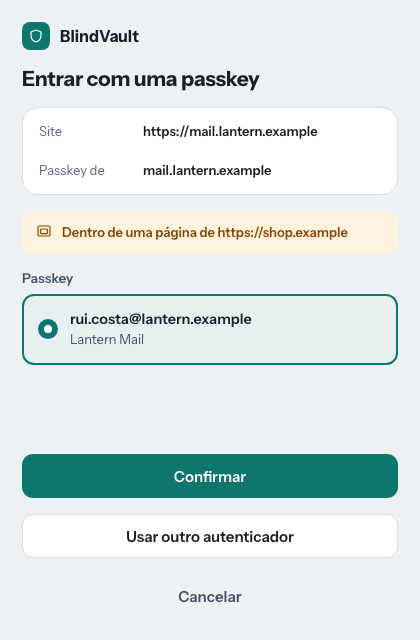 BlindVault
Entrar com uma passkey
Site https://mail.lantern.example
Passkey de mail.lantern.example
Dentro de uma página de https://shop.example
Passkey
rui.costa@lantern.example
Lantern Mail
Confirmar
Usar outro autenticador
Cancelar